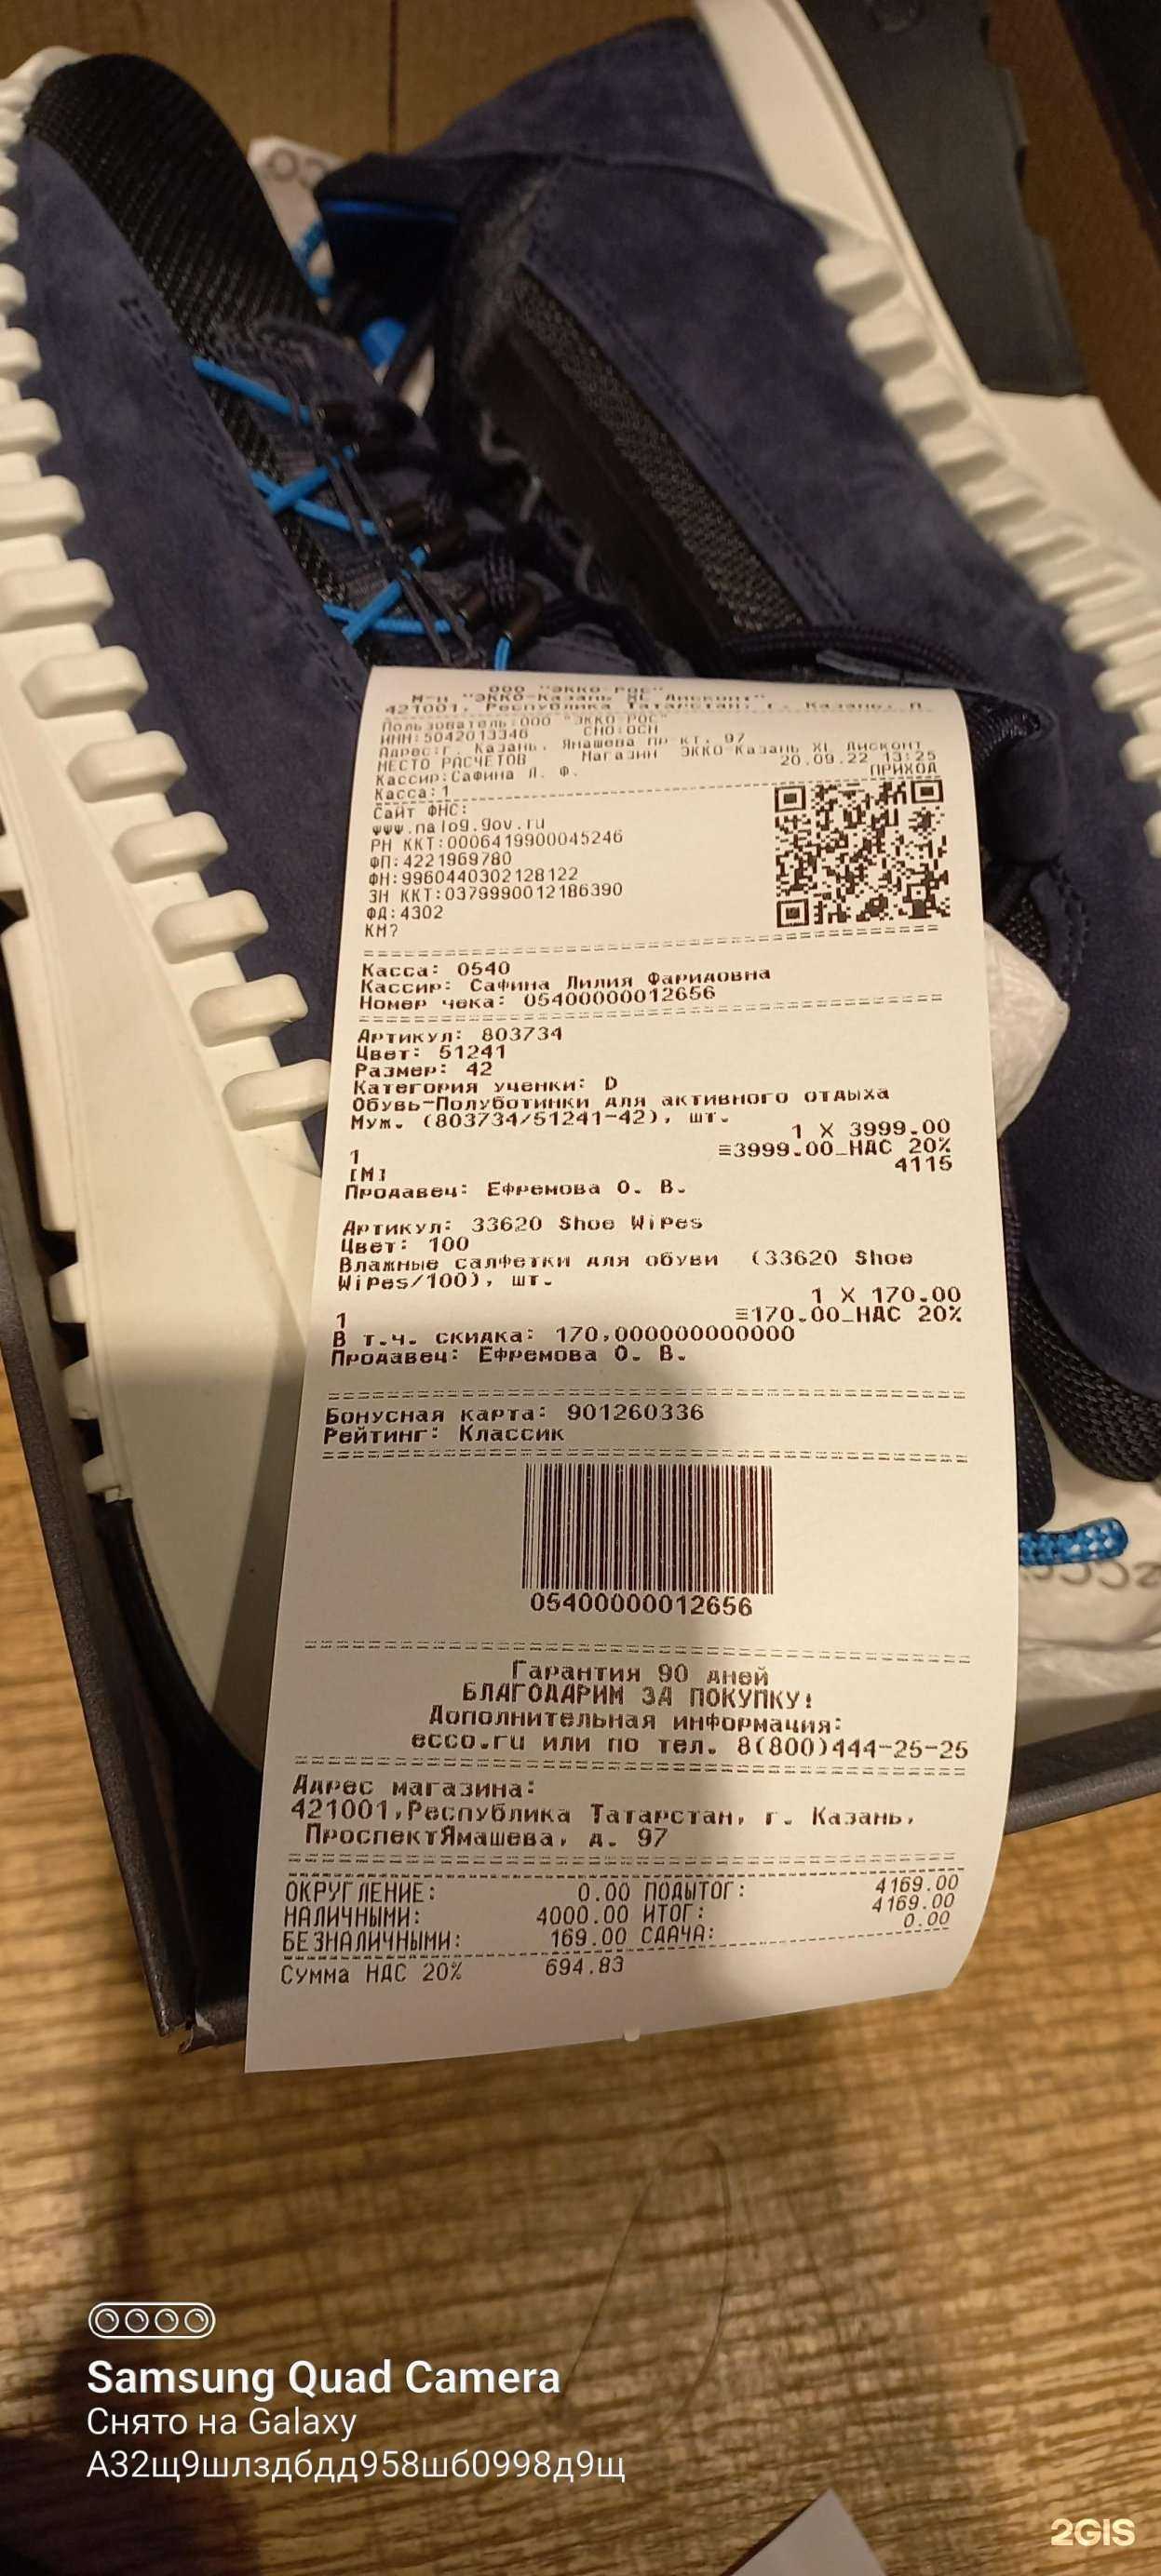 ООО "ЭККО-РОС"
М-н "ЭККО-Казань XL Дисконт"
421001, Республика Татарстан, г. Казань, П
Пользователь:ООО "ЭККО-РОС"
ИНН:5042013346 СНО:ОСН
Адрес:г. Казань, Ямашева пр-кт. 97
МЕСТО РАСЧЕТОВ Магазин ЭККО-Казань XL Дисконт
Кассир:Сафина Л. Ф. 20.09.22 13:25
Касса:1 ПРИХОД
Сайт ФНС:
www.nalog.gov.ru
РН ККТ:0006419900045246
ФП:4221969780
ФН:9960440302128122
ЗН ККТ:0379990012186390
ФД:4302
КМ?
Касса: 0540
Кассир: Сафина Лилия Фаридовна
Номер чека: 05400000012656
Артикул: 803734
Цвет: 51241
Размер: 42
Категория уценки: D
Обувь-Полуботинки для активного отдыха
Муж. (803734/51241-42), шт.
1 X 3999.00
1 ≡3999.00_НДС 20%
[М] 4115
Продавец: Ефремова О. В.
Артикул: 33620 Shoe Wipes
Цвет: 100
Влажные салфетки для обуви (33620 Shoe
Wipes/100), шт.
1 X 170.00
1 ≡170.00_НДС 20%
В т.ч. скидка: 170,000000000000
Продавец: Ефремова О. В.
Бонусная карта: 901260336
Рейтинг: Классик
05400000012656
Гарантия 90 дней
БЛАГОДАРИМ ЗА ПОКУПКУ!
Дополнительная информация:
ecco.ru или по тел. 8(800)444-25-25
Адрес магазина:
421001,Республика Татарстан, г. Казань,
ПроспектЯмашева, д. 97
ОКРУГЛЕНИЕ: 0.00 ПОДЫТОГ: 4169.00
НАЛИЧНЫМИ: 4000.00 ИТОГ: 4169.00
БЕЗНАЛИЧНЫМИ: 169.00 СДАЧА: 0.00
Сумма НДС 20% 694.83
Samsung Quad Camera
Снято на Galaxy
А32щ9шлздбдд958шб0998д9щ
2GIS